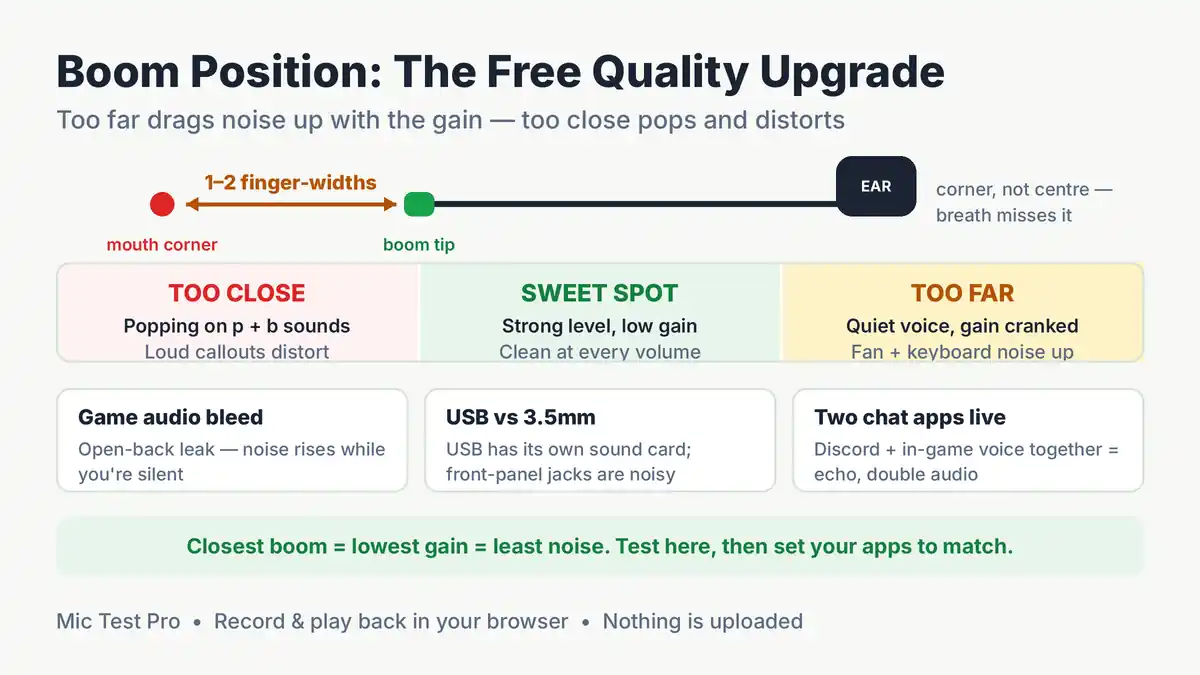 Boom Position: The Free Quality Upgrade
Too far drags noise up with the gain — too close pops and distorts
1–2 finger-widths
EAR
corner, not centre —
breath misses it
mouth corner
boom tip
TOO CLOSE
Popping on p + b sounds
Loud callouts distort
SWEET SPOT
Strong level, low gain
Clean at every volume
TOO FAR
Quiet voice, gain cranked
Fan + keyboard noise up
Game audio bleed
Open-back leak — noise rises while
you're silent
USB vs 3.5mm
USB has its own sound card;
front-panel jacks are noisy
Two chat apps live
Discord + in-game voice together =
echo, double audio
Closest boom = lowest gain = least noise. Test here, then set your apps to match.
Mic Test Pro • Record & play back in your browser • Nothing is uploaded